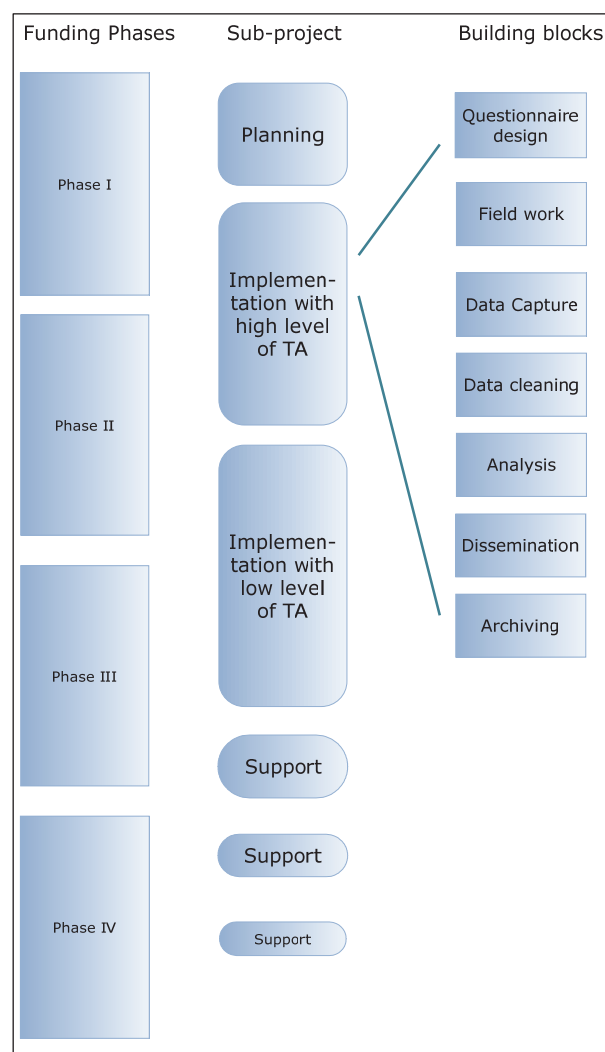 Funding Phases
Sub-project
Building blocks
Phase I
Phase II
Phase III
Phase IV
Planning
Implemen-
tation with
high level
of TA
Implemen-
tation with
low level
of TA
Support
Support
Support
Questionnaire
design
Field work
Data Capture
Data cleaning
Analysis
Dissemination
Archiving